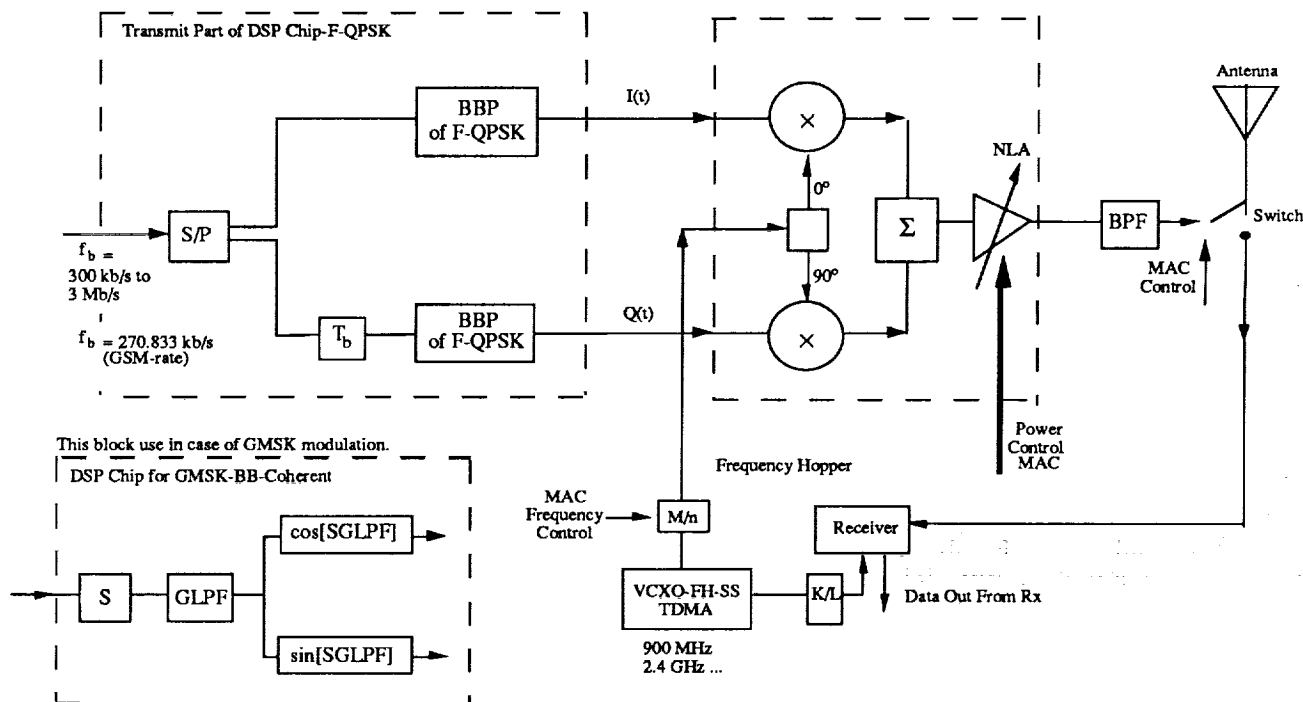 Transmit Part of DSP Chip-F-QPSK
BBP
of F-QPSK
I(t)
×
0°
NLA
Antenna
S/P
f_b =
300 kb/s to
3 Mb/s
Σ
BPF
Switch
MAC
Control
90°
f_b = 270.833 kb/s
(GSM-rate)
T_b
BBP
of F-QPSK
Q(t)
×
Power
Control
MAC
This block use in case of GMSK modulation.
DSP Chip for GMSK-BB-Coherent
Frequency Hopper
MAC
Frequency
Control
M/n
Receiver
cos[SGLPF]
S
GLPF
sin[SGLPF]
VCXO-FH-SS
TDMA
K/L
Data Out From Rx
900 MHz
2.4 GHz ...